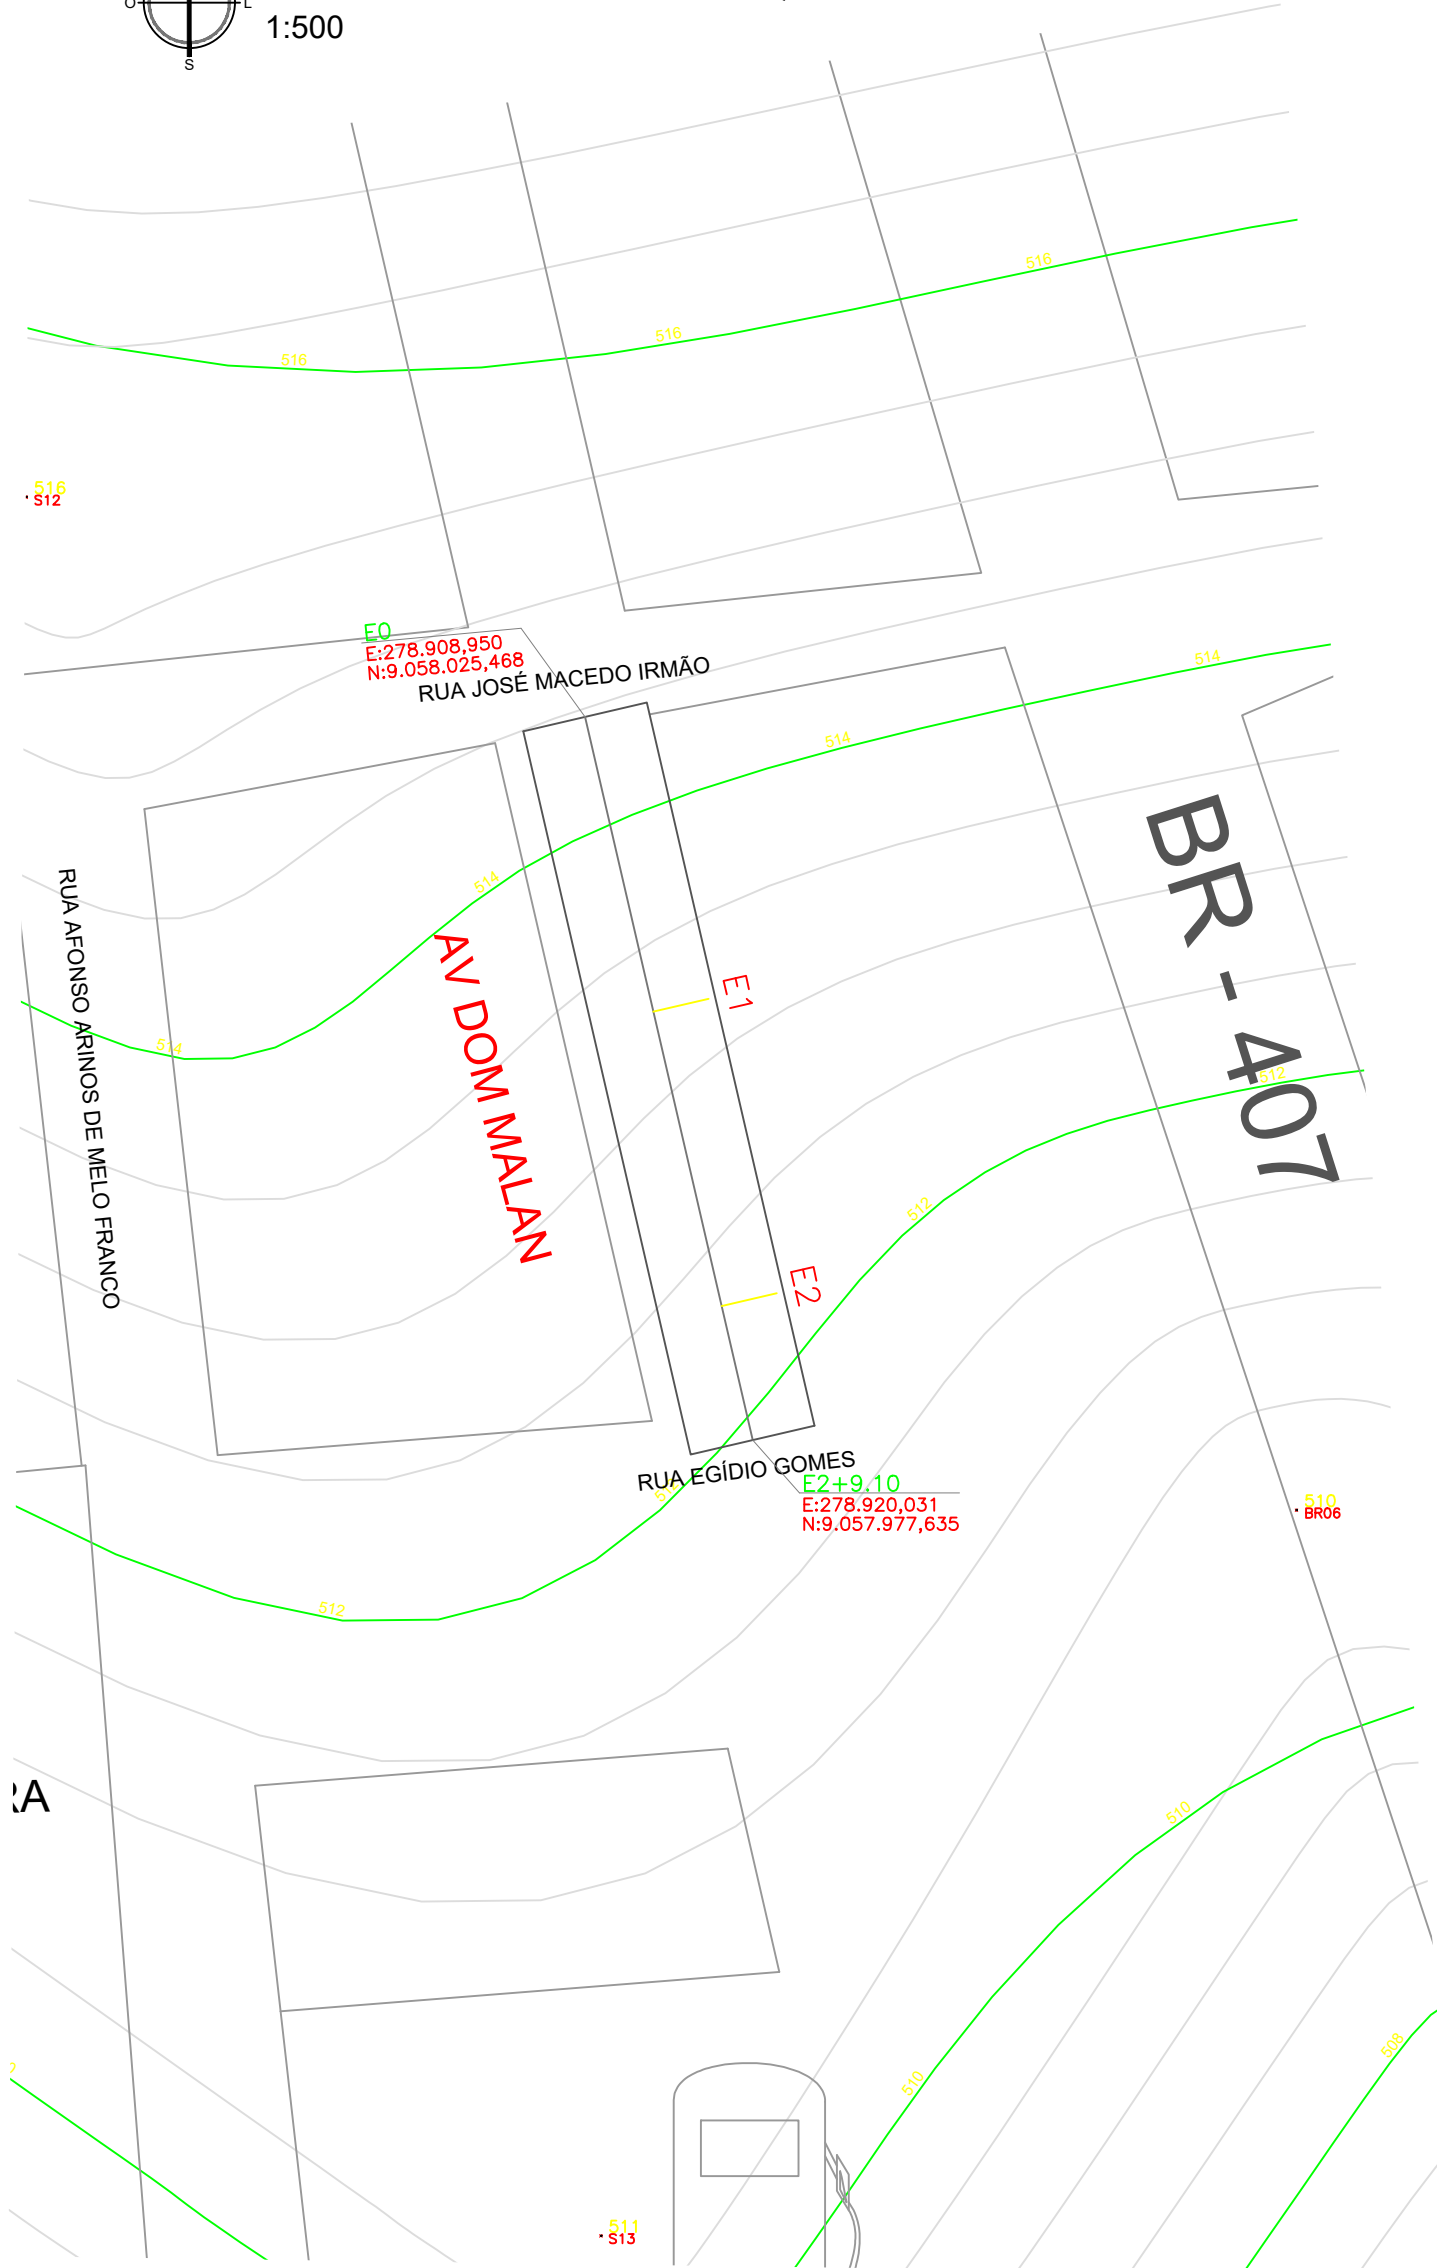 O
L
1:500
S
516
516
516
516
S12
E0
E:278.908,950
N:9.058.025,468
RUA JOSÉ MACEDO IRMÃO
514
514
514
514
RUA AFONSO ARINOS DE MELO FRANCO
AV DOM MALAN
E1
E2
BR - 407
512
512
RUA EGÍDIO GOMES
E2+9.10
E:278.920,031
N:9.057.977,635
510
BR06
512
RA
510
510
508
2
511
S13